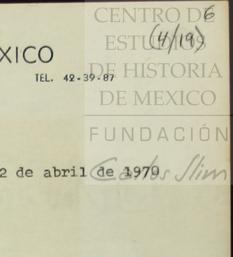 CENTRO DE 6
ESTUDIOS (4/19)
XICO DE HISTORIA
TEL. 42-39-87
DE MEXICO
FUNDACIÓN
2 de abril de 1970
Carlos Slim